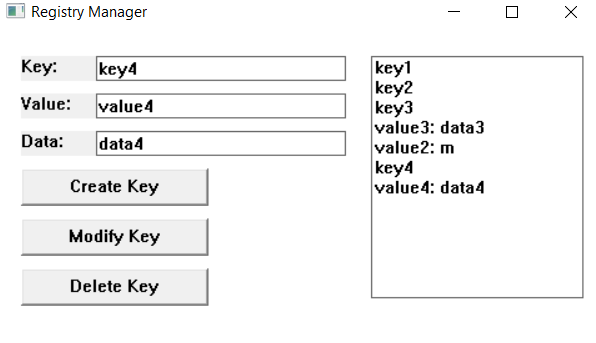 Registry Manager
Key: key4
Value: value4
Data: data4
Create Key
Modify Key
Delete Key
key1
key2
key3
value3: data3
value2: m
key4
value4: data4